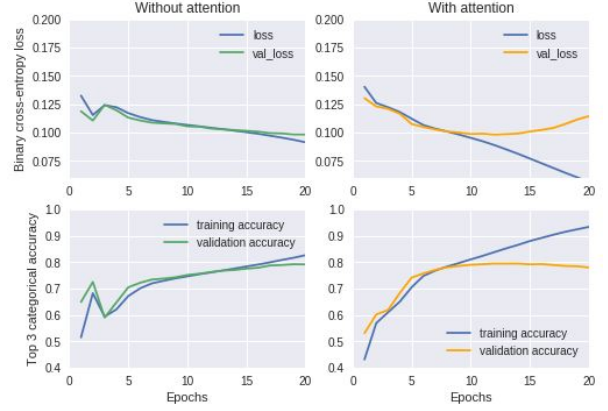 Without attention
With attention
Binary cross-entropy loss
0.200
0.175
0.150
0.125
0.100
0.075
loss
val_loss
0 5 10 15 20
0.200
0.175
0.150
0.125
0.100
0.075
loss
val_loss
0 5 10 15 20
Top 3 categorical accuracy
1.0
0.9
0.8
0.7
0.6
0.5
0.4
training accuracy
validation accuracy
0 5 10 15 20
Epochs
1.0
0.9
0.8
0.7
0.6
0.5
0.4
training accuracy
validation accuracy
0 5 10 15 20
Epochs